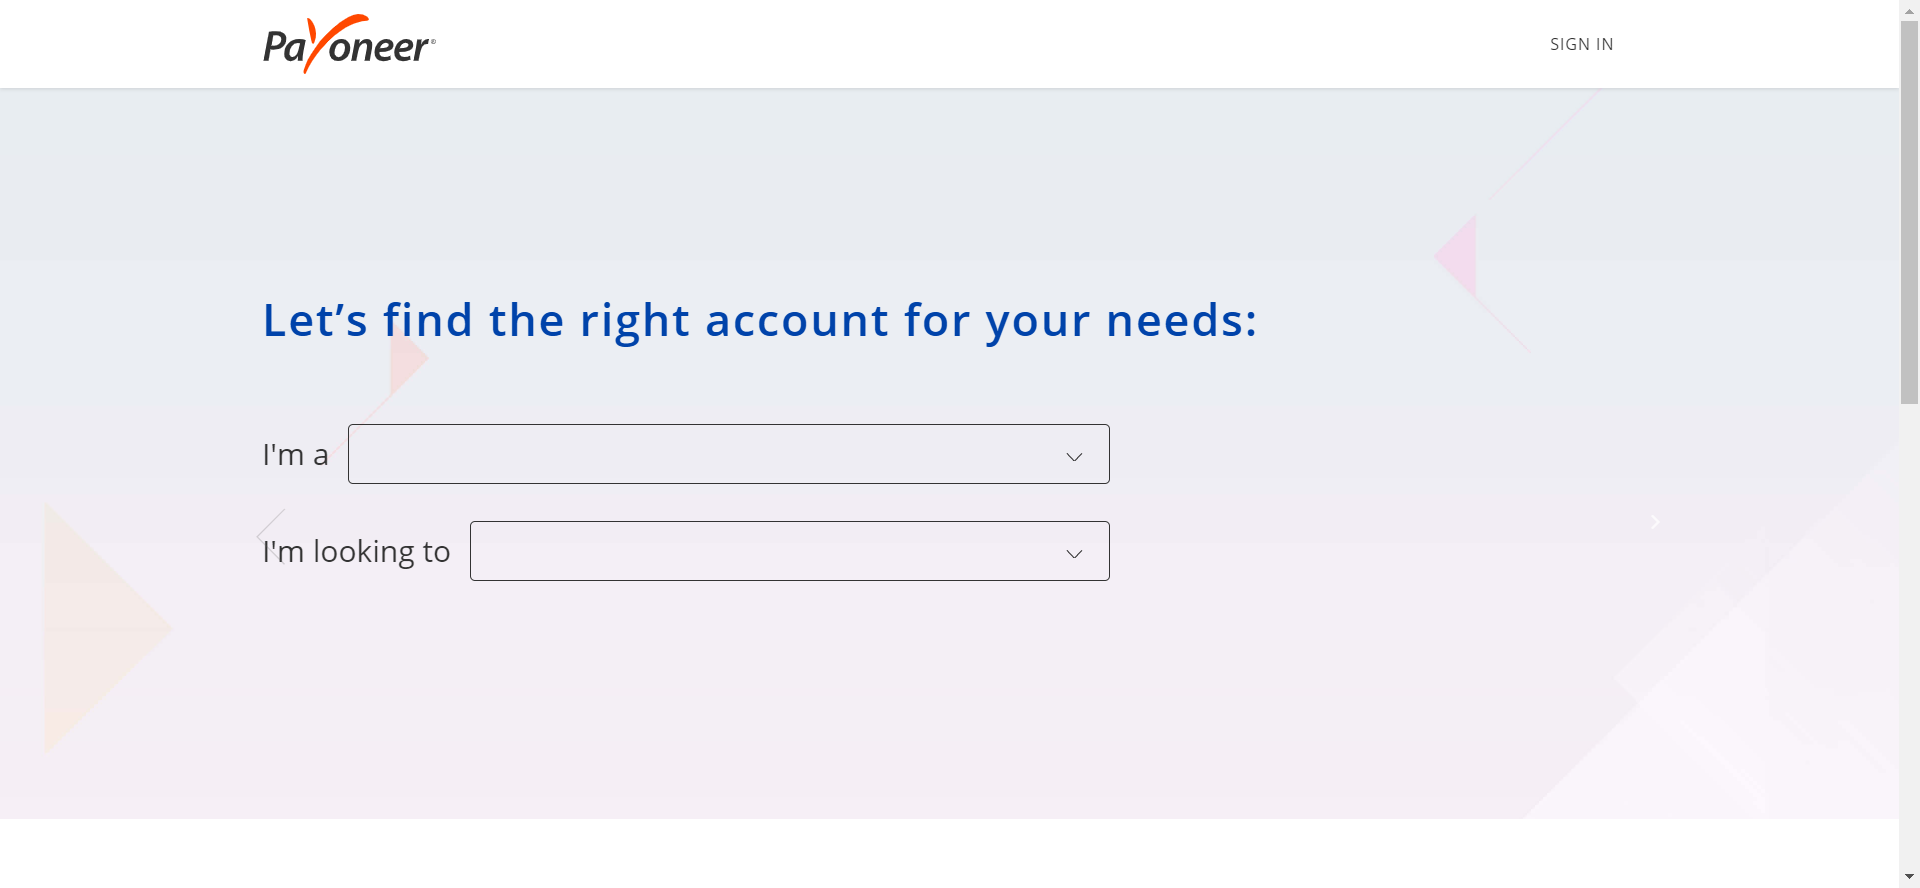 Payoneer®
SIGN IN
Let’s find the right account for your needs:
I'm a
I'm looking to